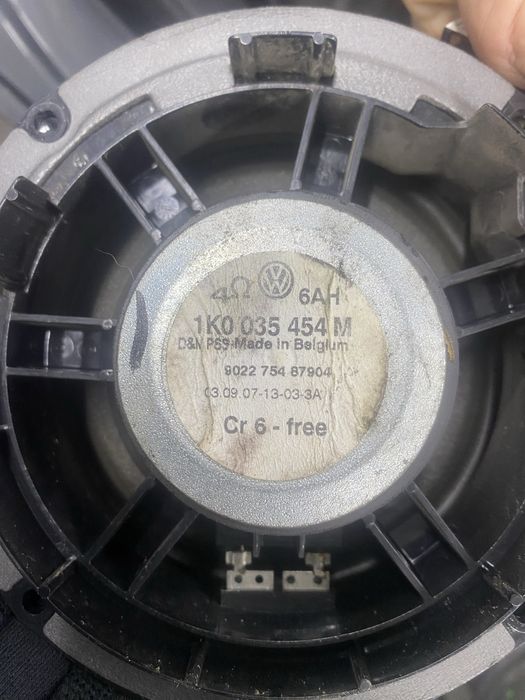 4Ω VW 6AH
1K0 035 454 M
D&M PSS Made in Belgium
9022 754 87904
03.09.07-13-03-3A
Cr 6 - free